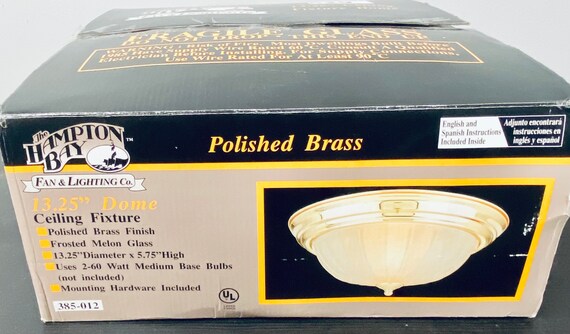 FRAGILE GLASS
Use Wire Rated For At Least 90°C
The
HAMPTON
BAY
TM
FAN & LIGHTING CO.
Polished Brass
English and
Spanish Instructions
Included Inside
Adjunto encontrará
instrucciones en
inglés y español
13.25” Dome
Ceiling Fixture
Polished Brass Finish
Frosted Melon Glass
13.25"Diameter x 5.75"High
Uses 2-60 Watt Medium Base Bulbs
(not included)
Mounting Hardware Included
UL
385-012